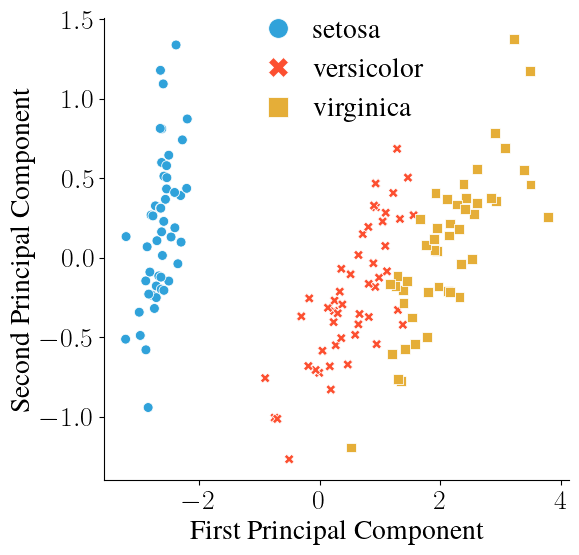 setosa
versicolor
virginica
1.5
1.0
0.5
0.0
−0.5
−1.0
Second Principal Component
−2
0
2
4
First Principal Component